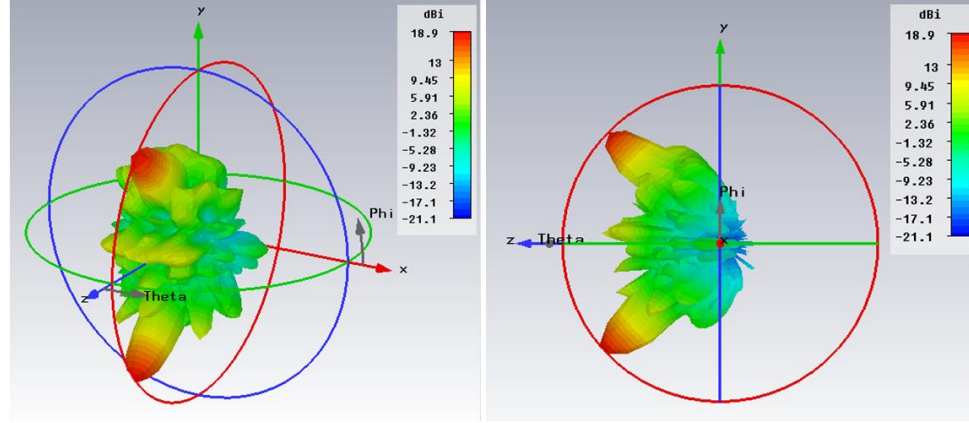 y
dBi
18.9
13
9.45
5.91
2.36
-1.32
-5.28
-9.23
-13.2
-17.1
-21.1
Phi
x
z
Theta
y
dBi
18.9
13
9.45
5.91
2.36
-1.32
-5.28
-9.23
-13.2
-17.1
-21.1
Phi
z Theta x